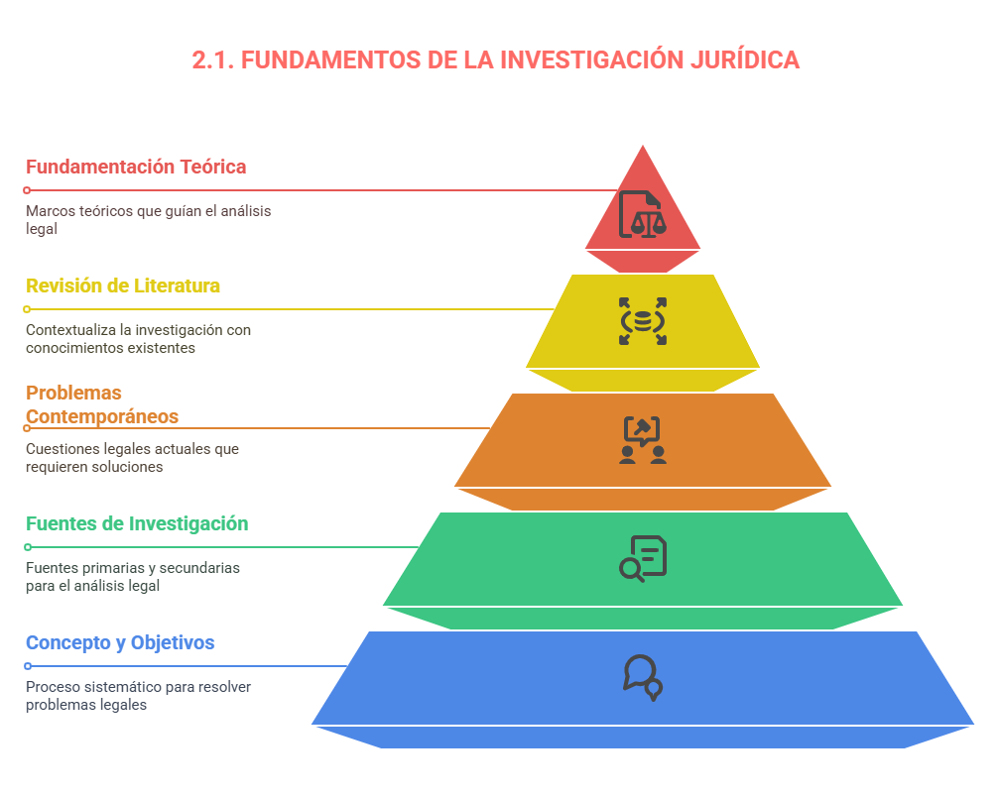 2.1. FUNDAMENTOS DE LA INVESTIGACIÓN JURÍDICA
Fundamentación Teórica
Marcos teóricos que guían el análisis
legal
Revisión de Literatura
Contextualiza la investigación con
conocimientos existentes
Problemas
Contemporáneos
Cuestiones legales actuales que
requieren soluciones
Fuentes de Investigación
Fuentes primarias y secundarias
para el análisis legal
Concepto y Objetivos
Proceso sistemático para resolver
problemas legales